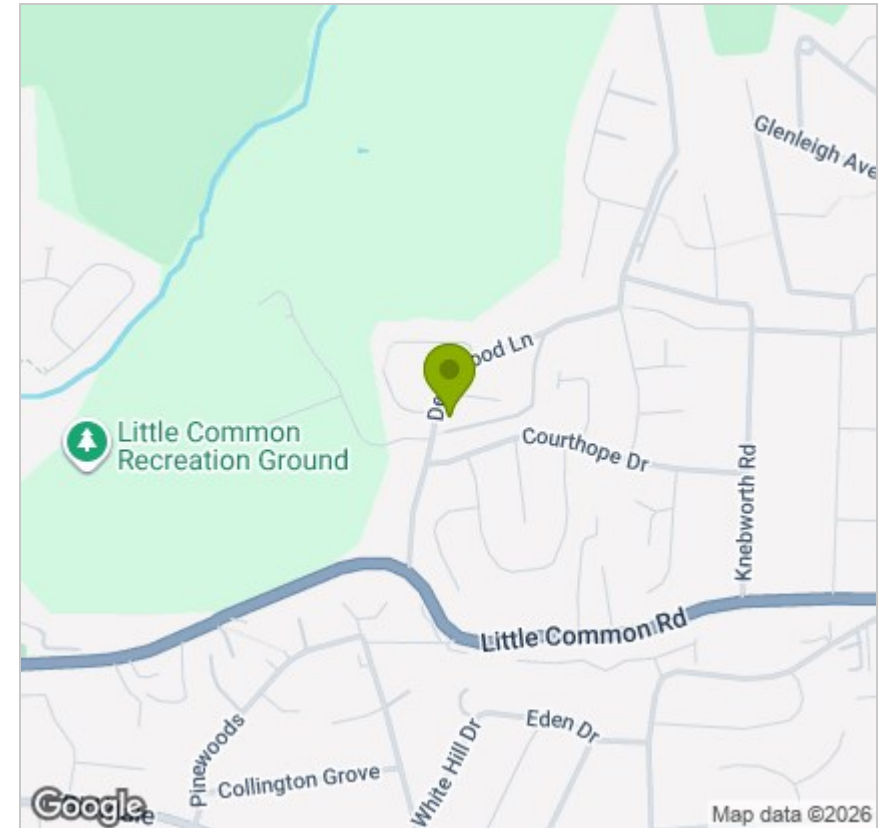 Glenleigh Ave
ood Ln
De
Little Common
Recreation Ground
Courthope Dr
Knebworth Rd
Little Common Rd
Eden Dr
Pinewoods
White Hill Dr
Collington Grove
Google
Map data ©2026